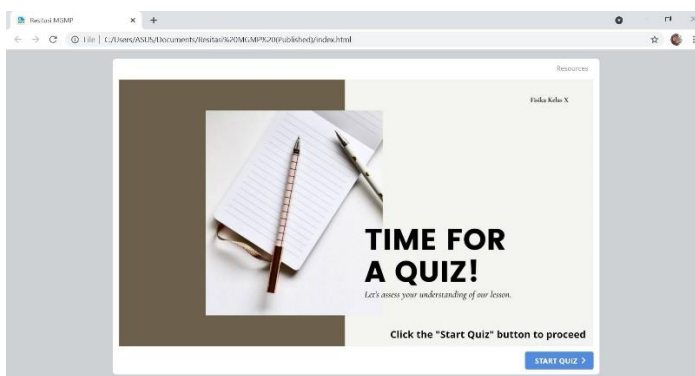 Resitasi MGMP
File | C:/Users/ASUS/Documents/Resitasi%20MGMP%20(Published)/index.html
Resources
Fisika Kelas X
TIME FOR
A QUIZ!
Let's assess your understanding of our lesson.
Click the "Start Quiz" button to proceed
START QUIZ